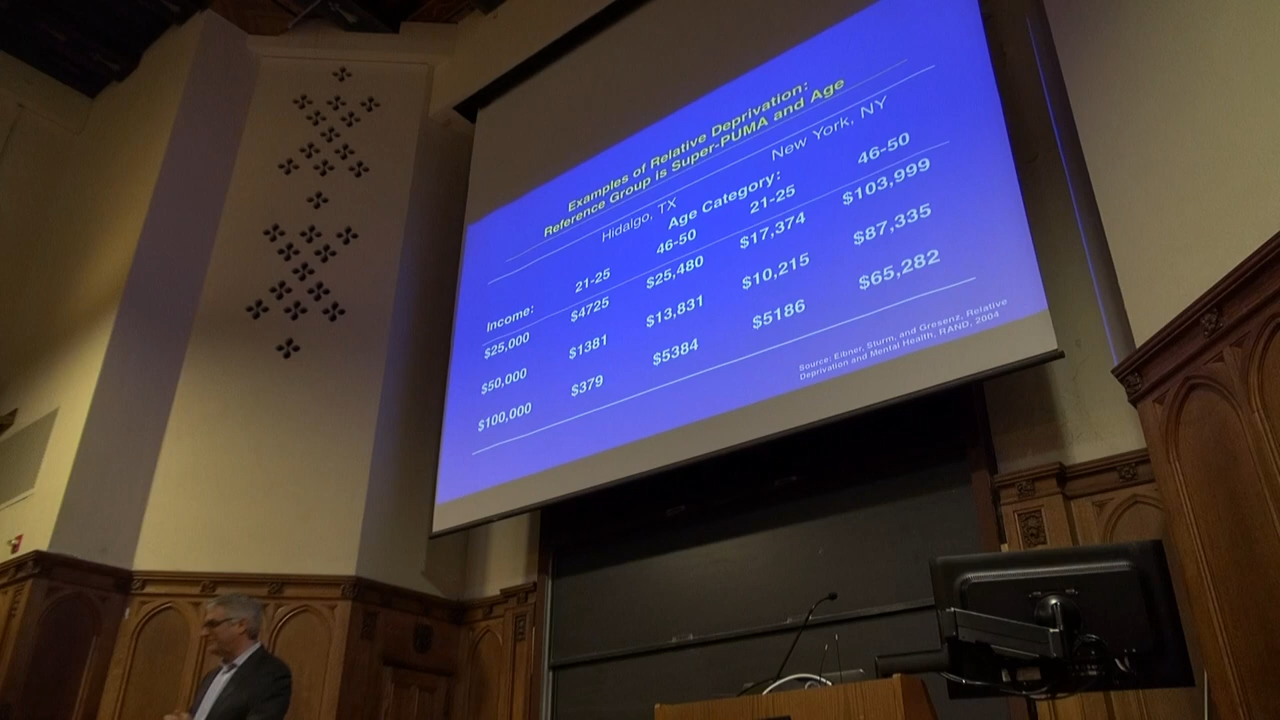 Examples of Relative Deprivation:
Reference Group is Super-PUMA and Age
Hidalgo, TX New York, NY
Age Category:
21-25 46-50 21-25 46-50
Income:
$25,000 $4725 $25,480 $17,374 $103,999
$50,000 $1381 $13,831 $10,215 $87,335
$100,000 $379 $5384 $5186 $65,282
Source: Eibner, Sturm, and Gresenz, Relative
Deprivation and Mental Health, RAND, 2004